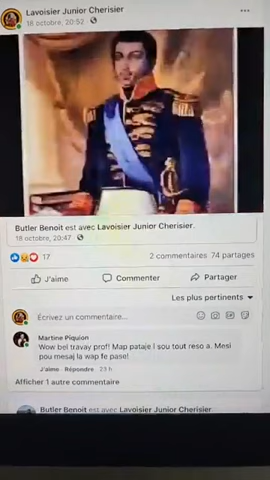 Lavoisier Junior Cherisier
18 octobre, 20:52
Butler Benoit est avec Lavoisier Junior Cherisier.
18 octobre, 20:47
17
2 commentaires 74 partages
J'aime
Commenter
Partager
Les plus pertinents
Écrivez un commentaire...
Martine Piquion
Wow bel travay prof! Map pataje l sou tout reso a. Mesi
pou mesaj la wap fe pase!
J'aime Répondre 23 h
Afficher 1 autre commentaire
Butler Benoit est avec Lavoisier Junior Cherisier